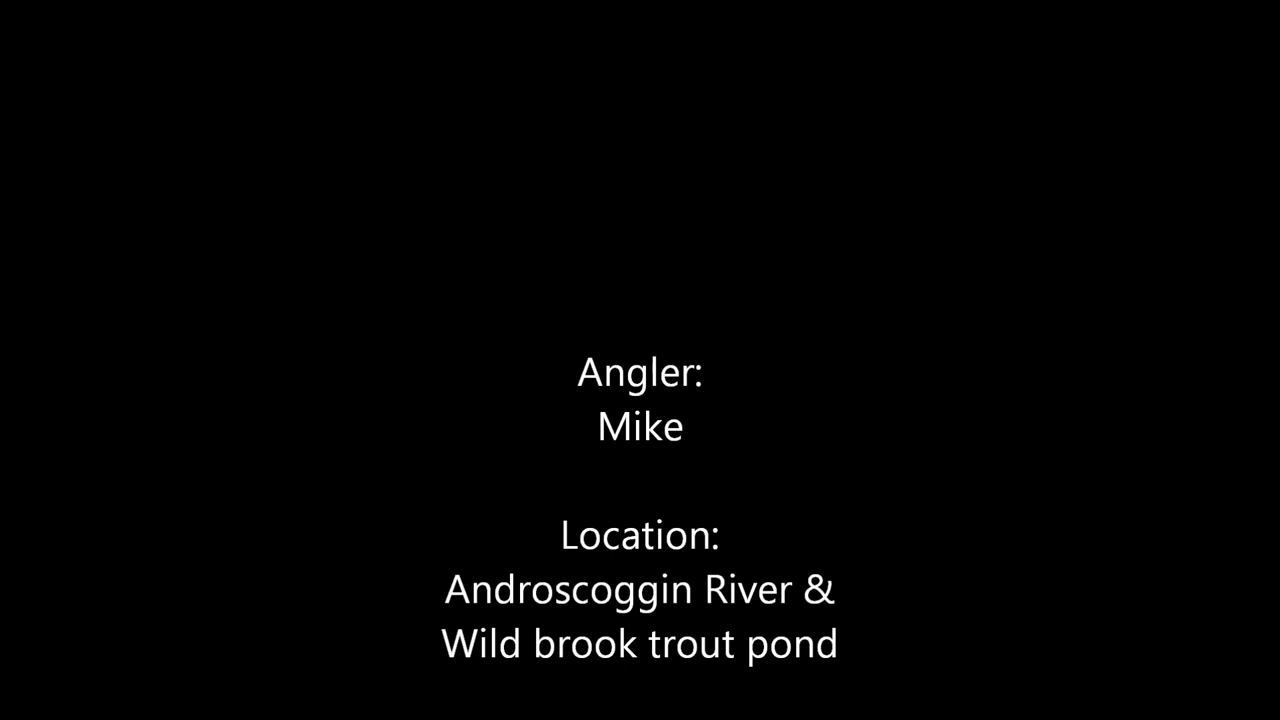 Angler:
Mike
Location:
Androscoggin River &
Wild brook trout pond